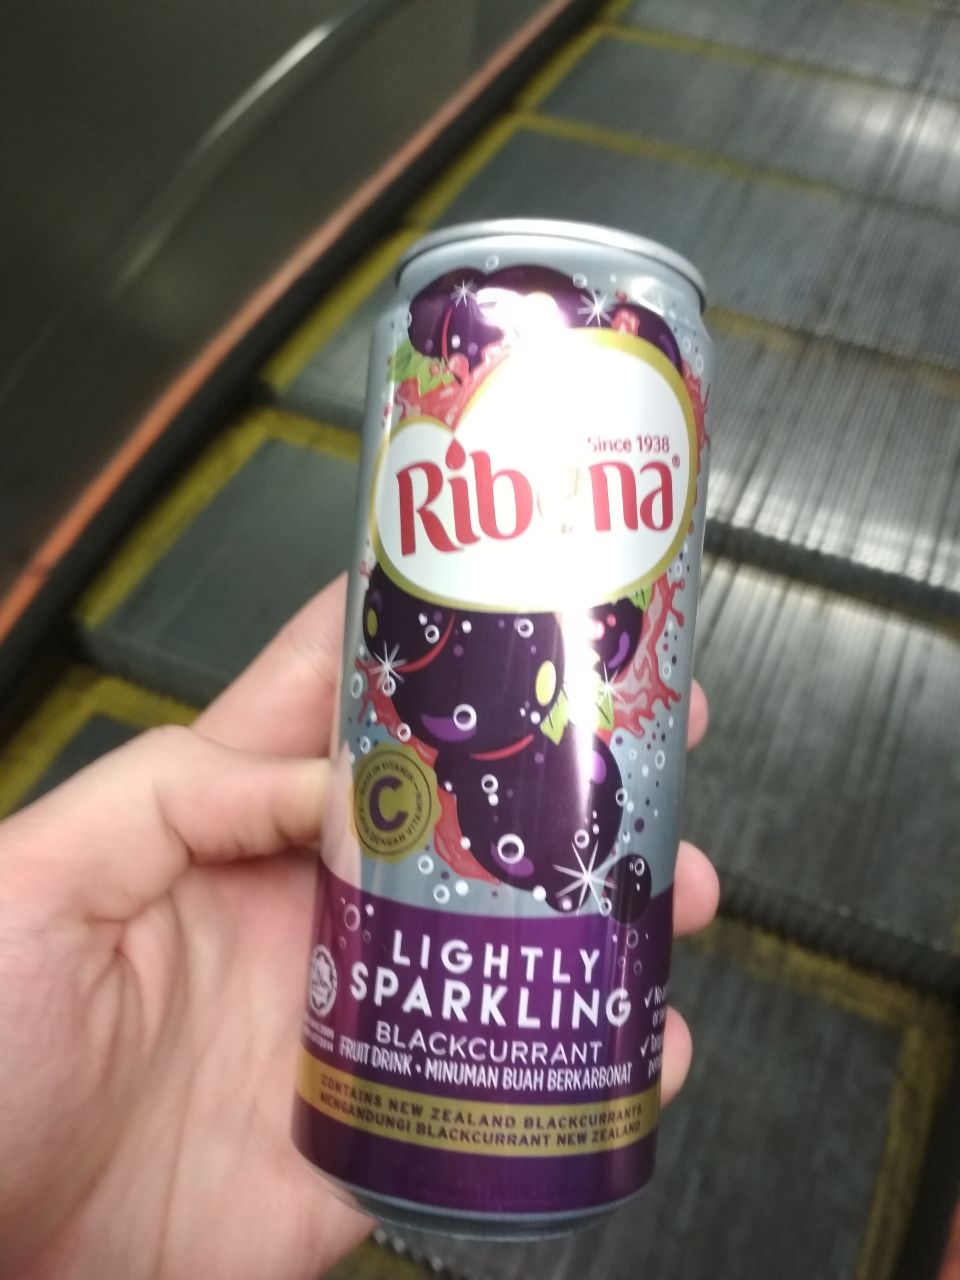 Since 1938
Ribena®
C
LIGHTLY
SPARKLING
BLACKCURRANT
FRUIT DRINK • MINUMAN BUAH BERKARBONAT
CONTAINS NEW ZEALAND BLACKCURRANTS
MENGANDUNGI BLACKCURRANT NEW ZEALAND